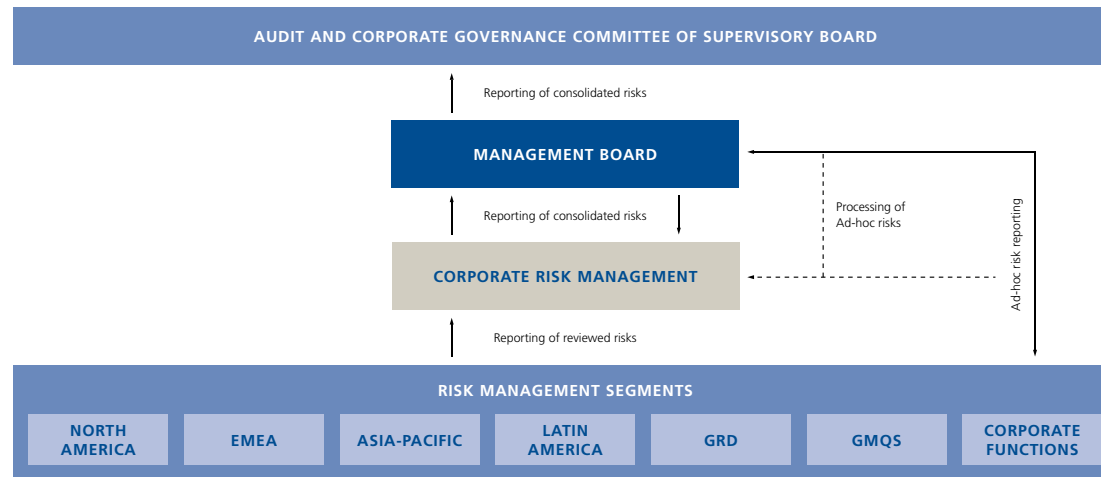 AUDIT AND CORPORATE GOVERNANCE COMMITTEE OF SUPERVISORY BOARD
Reporting of consolidated risks
MANAGEMENT BOARD
Reporting of consolidated risks
Processing of
Ad-hoc risks
Ad-hoc risk reporting
CORPORATE RISK MANAGEMENT
Reporting of reviewed risks
RISK MANAGEMENT SEGMENTS
NORTH
AMERICA
EMEA
ASIA-PACIFIC
LATIN
AMERICA
GRD
GMQS
CORPORATE
FUNCTIONS